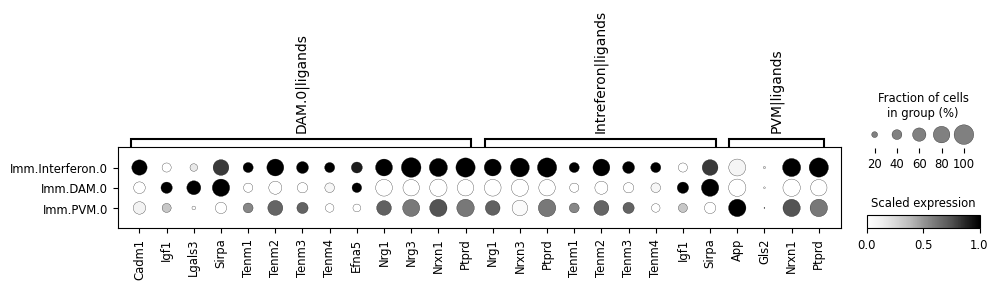 DAM.0|ligands
Intreferon|ligands
PVM|ligands
Imm.Interferon.0
Imm.DAM.0
Imm.PVM.0
Cadm1
Igf1
Lgals3
Sirpa
Tenm1
Tenm2
Tenm3
Tenm4
Efna5
Nrg1
Nrg3
Nrxn1
Ptprd
Nrg1
Nrxn3
Ptprd
Tenm1
Tenm2
Tenm3
Tenm4
Igf1
Sirpa
App
Gls2
Nrxn1
Ptprd
Fraction of cells
in group (%)
20 40 60 80 100
Scaled expression
0.0 0.5 1.0